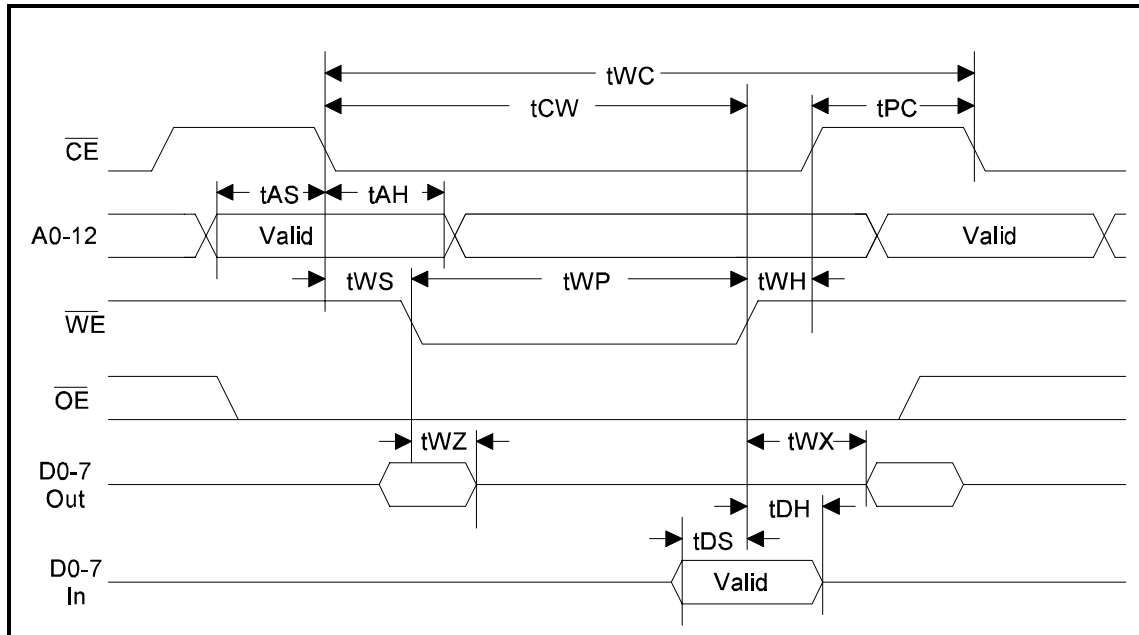 tWC
tCW
tPC
CE
tAS
tAH
A0-12
Valid
Valid
tWS
tWP
tWH
WE
OE
tWZ
tWX
D0-7
Out
tDH
tDS
D0-7
In
Valid